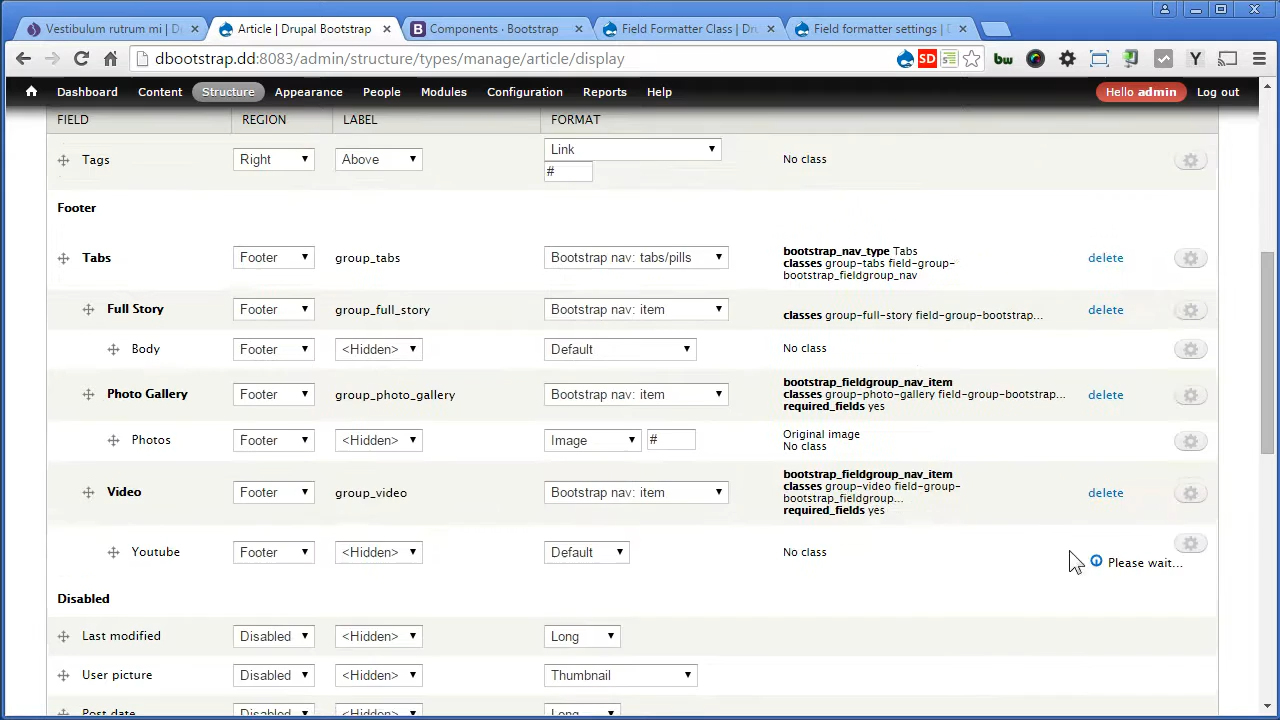 Vestibulum rutrum mi | D
Article | Drupal Bootstrap
Components · Bootstrap
Field Formatter Class | Dr
Field formatter settings | D
dbootstrap.dd:8083/admin/structure/types/manage/article/display
SD
bw
Y
Dashboard Content Structure Appearance People Modules Configuration Reports Help Hello admin Log out
FIELD REGION LABEL FORMAT
Tags Right Above Link No class
#
Footer
Tabs Footer group_tabs Bootstrap nav: tabs/pills bootstrap_nav_type Tabs delete
classes group-tabs field-group-
bootstrap_fieldgroup_nav
Full Story Footer group_full_story Bootstrap nav: item classes group-full-story field-group-bootstrap... delete
Body Footer <Hidden> Default No class
Photo Gallery Footer group_photo_gallery Bootstrap nav: item bootstrap_fieldgroup_nav_item delete
classes group-photo-gallery field-group-bootstrap...
required_fields yes
Photos Footer <Hidden> Image # Original image
No class
Video Footer group_video Bootstrap nav: item bootstrap_fieldgroup_nav_item delete
classes group-video field-group-
bootstrap_fieldgroup...
required_fields yes
Youtube Footer <Hidden> Default No class
Please wait...
Disabled
Last modified Disabled <Hidden> Long
User picture Disabled <Hidden> Thumbnail
Post date Disabled <Hidden> Long